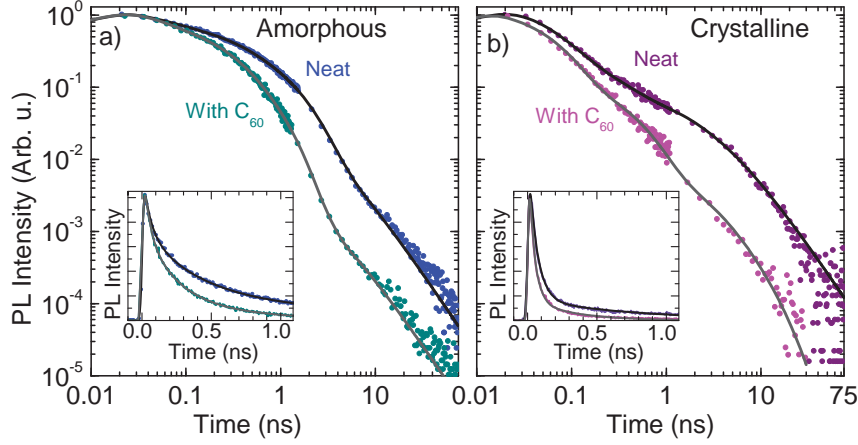 a) Amorphous
Neat
With C₆₀
PL Intensity (Arb. u.)
10⁰
10⁻¹
10⁻²
10⁻³
10⁻⁴
10⁻⁵
PL Intensity
0.0 0.5 1.0
Time (ns)
0.01 0.1 1 10
Time (ns)
b) Crystalline
Neat
With C₆₀
PL Intensity
0.0 0.5 1.0
Time (ns)
0.01 0.1 1 10 75
Time (ns)